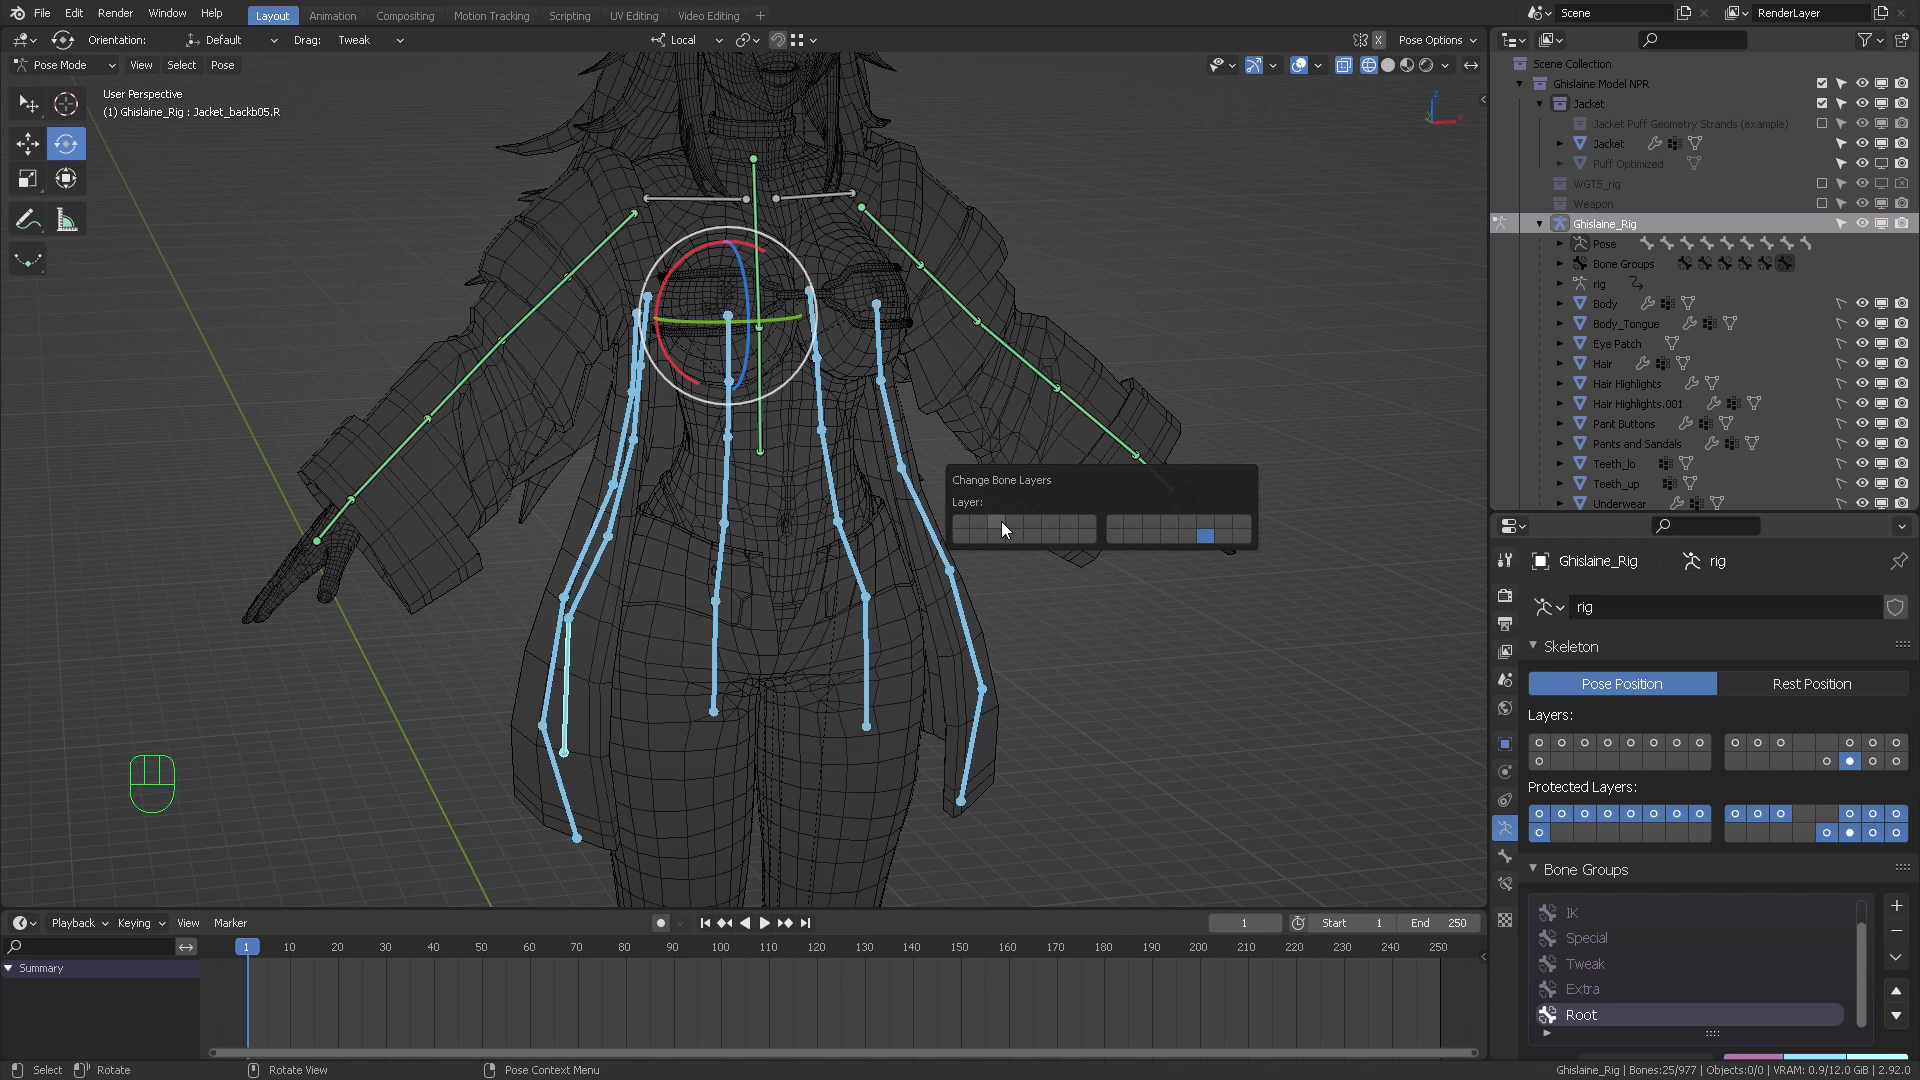 File Edit Render Window Help Layout Animation Compositing Motion Tracking Scripting UV Editing Video Editing Scene RenderLayer
Orientation: Default Drag: Tweak Local X Pose Options
Pose Mode View Select Pose
User Perspective
(1) Ghislaine_Rig : Jacket_backb05.R
Z
X
Change Bone Layers
Layer:
Scene Collection
Ghislaine Model NPR
Jacket
Jacket Puff Geometry Strands (example)
Jacket
Puff Optimized
WGTS_rig
Weapon
Ghislaine_Rig
Pose
Bone Groups
rig
Body
Body_Tongue
Eye Patch
Hair
Hair Highlights
Hair Highlights.001
Pant Buttons
Pants and Sandals
Teeth_lo
Teeth_up
Underwear
Ghislaine_Rig rig
rig
Skeleton
Pose Position Rest Position
Layers:
Protected Layers:
Bone Groups
IK
Special
Tweak
Extra
Root
Playback Keying View Marker 1 Start 1 End 250
1 10 20 30 40 50 60 70 80 90 100 110 120 130 140 150 160 170 180 190 200 210 220 230 240 250
Summary
Select Rotate Rotate View Pose Context Menu Ghislaine_Rig | Bones:25/977 | Objects:0/0 | VRAM: 0.9/12.0 GiB | 2.92.0